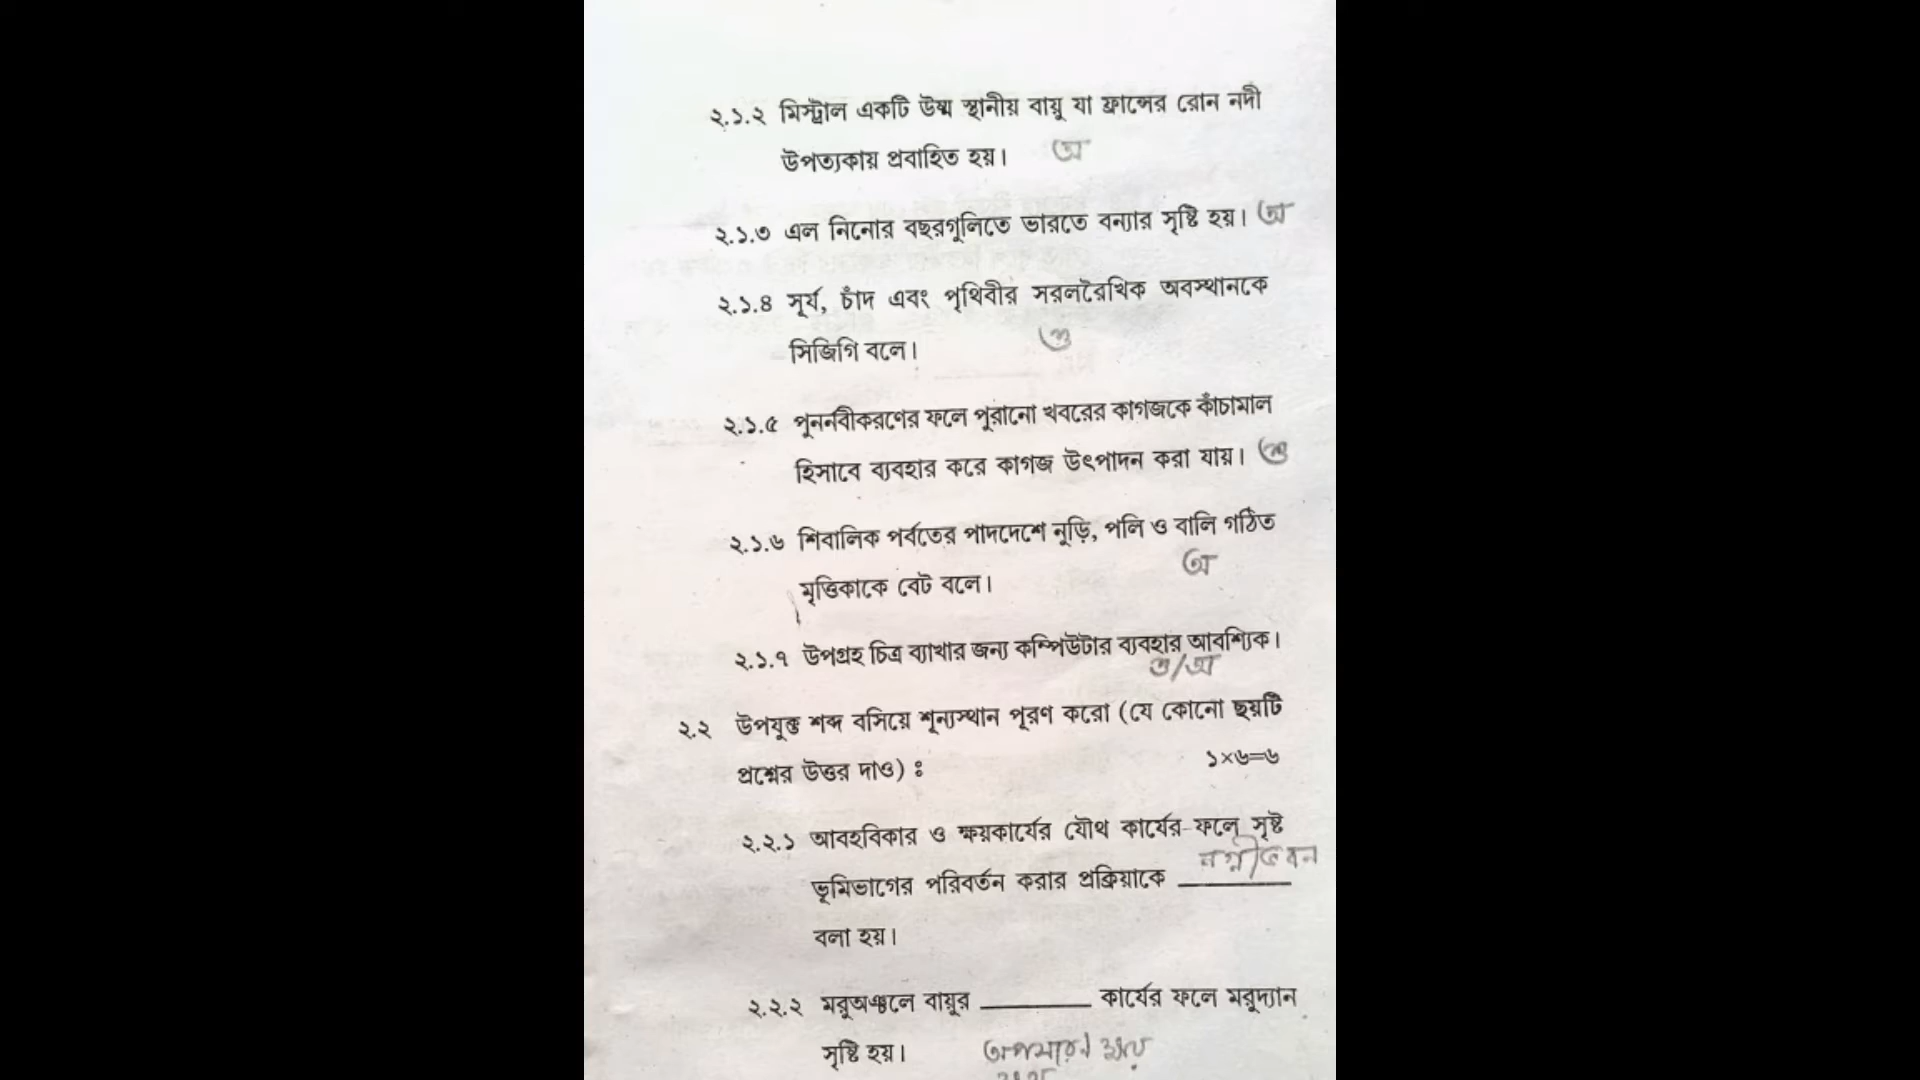 ২.১.২ মিস্ট্রাল একটি উষ্ম স্থানীয় বায়ু যা ফ্রান্সের রোন নদী
উপত্যকায় প্রবাহিত হয়। অ
২.১.৩ এল নিনোর বছরগুলিতে ভারতে বন্যার সৃষ্টি হয়। অ
২.১.৪ সূর্য, চাঁদ এবং পৃথিবীর সরলরৈখিক অবস্থানকে
সিজিগি বলে। শু
২.১.৫ পুনর্নবীকরণের ফলে পুরানো খবরের কাগজকে কাঁচামাল
হিসাবে ব্যবহার করে কাগজ উৎপাদন করা যায়। শু
২.১.৬ শিবালিক পর্বতের পাদদেশে নুড়ি, পলি ও বালি গঠিত
মৃত্তিকাকে বেট বলে। অ
২.১.৭ উপগ্রহ চিত্র ব্যাখার জন্য কম্পিউটার ব্যবহার আবশ্যিক।
২.২ উপযুক্ত শব্দ বসিয়ে শূন্যস্থান পূরণ করো (যে কোনো ছয়টি
প্রশ্নের উত্তর দাও) : ১×৬=৬
২.২.১ আবহবিকার ও ক্ষয়কার্যের যৌথ কার্যের ফলে সৃষ্ট
ভূমিভাগের পরিবর্তন করার প্রক্রিয়াকে ________
বলা হয়।
২.২.২ মরুঅঞ্চলে বায়ুর ________ কার্যের ফলে মরুদ্যান
সৃষ্টি হয়।